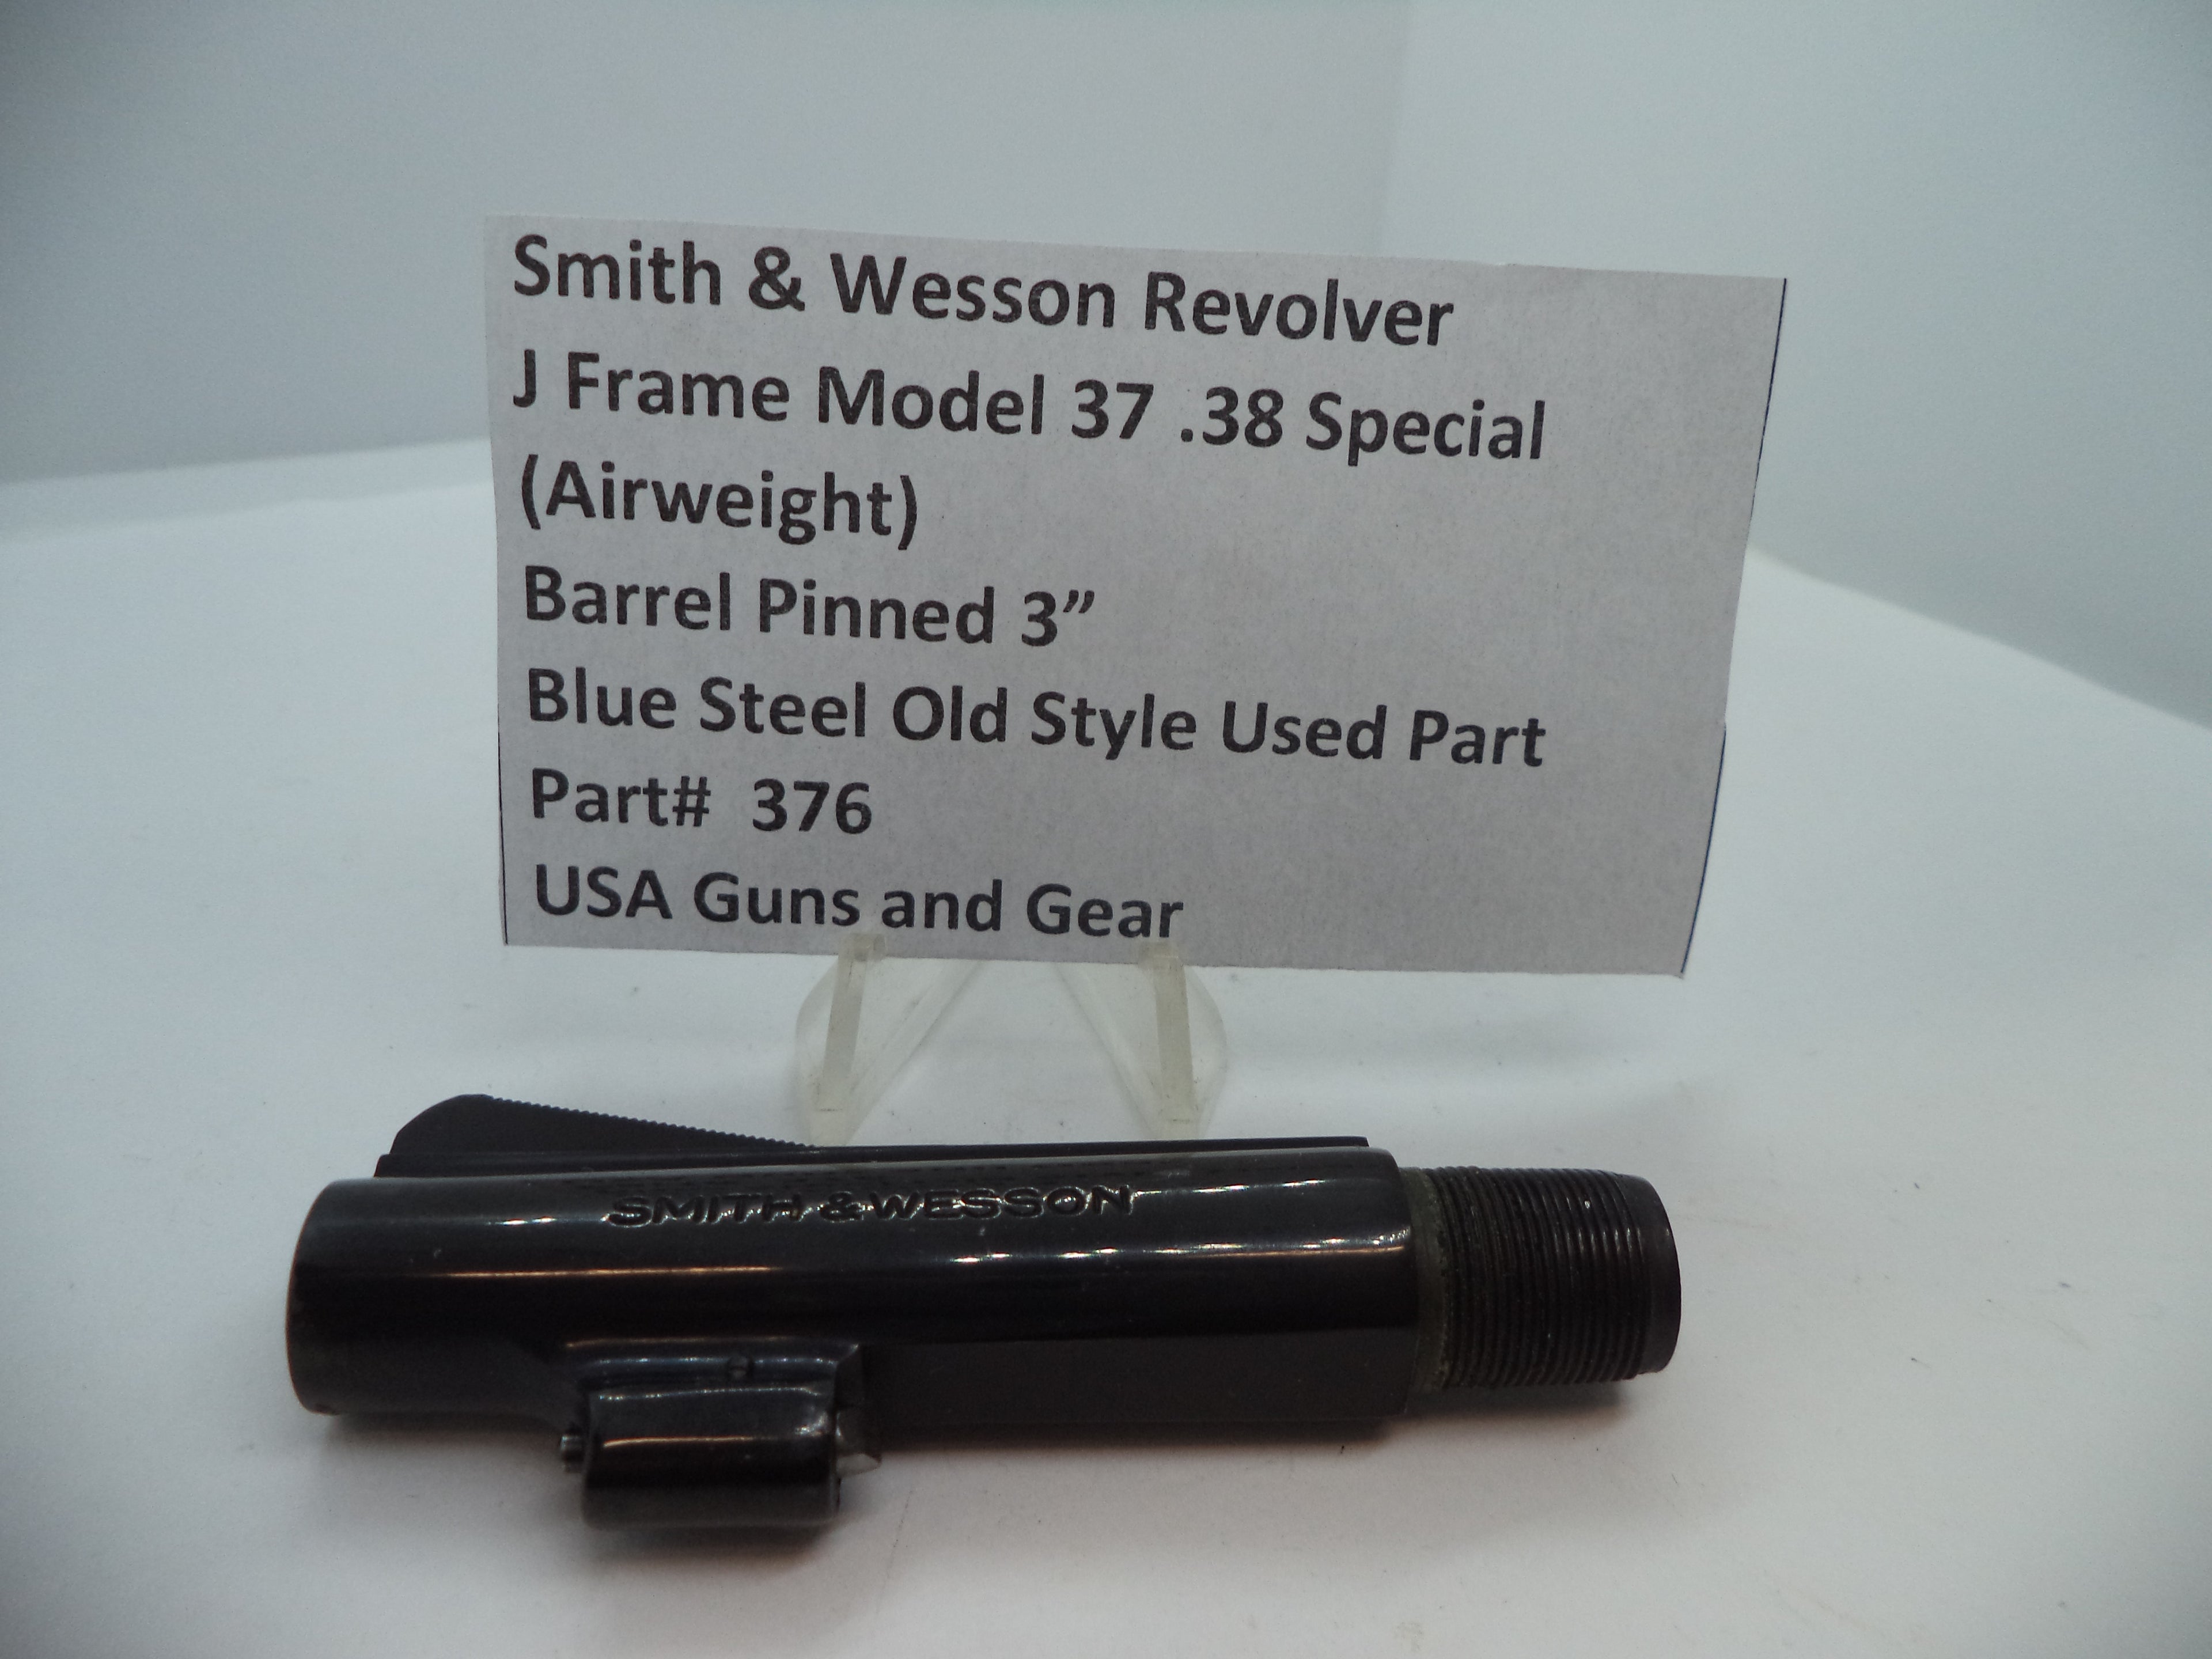 Smith & Wesson Revolver
J Frame Model 37 .38 Special
(Airweight)
Barrel Pinned 3”
Blue Steel Old Style Used Part
Part#  376
USA Guns and Gear
SMITH & WESSON